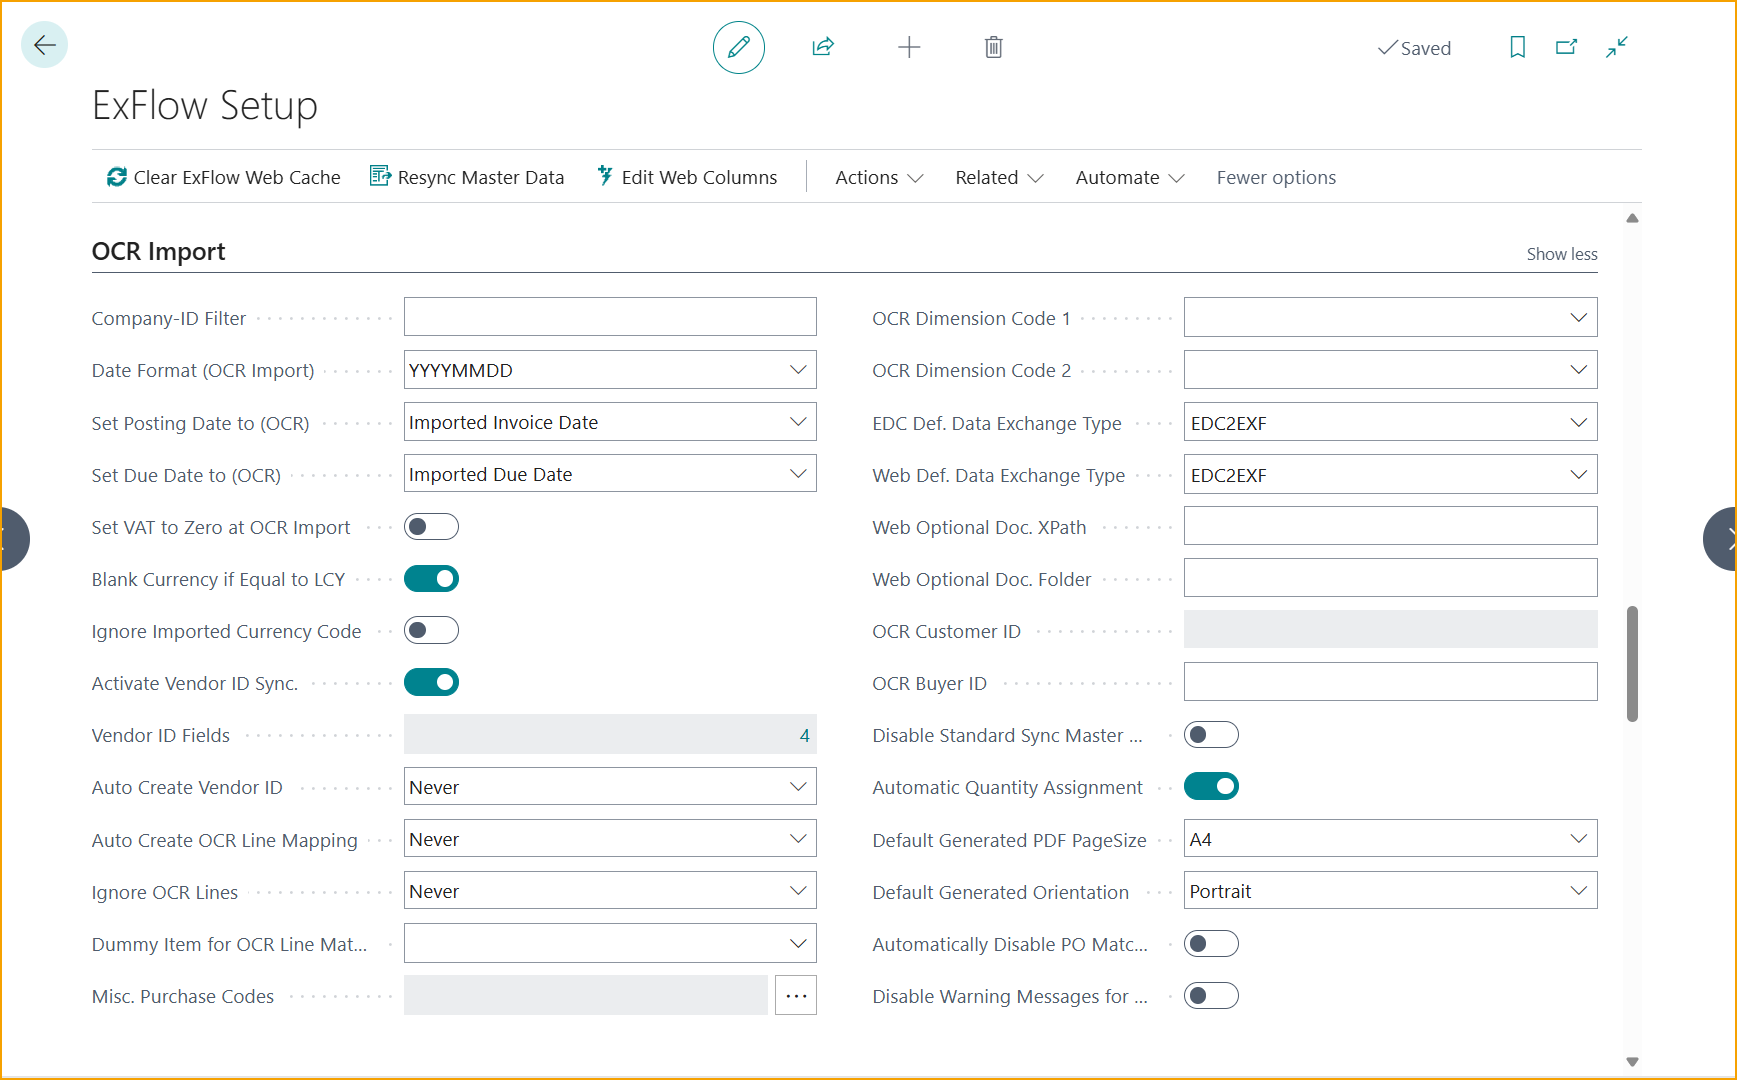 Saved
ExFlow Setup
Clear ExFlow Web Cache
Resync Master Data
Edit Web Columns
Actions
Related
Automate
Fewer options
OCR Import
Show less
Company-ID Filter
Date Format (OCR Import)
YYYYMMDD
Set Posting Date to (OCR)
Imported Invoice Date
Set Due Date to (OCR)
Imported Due Date
Set VAT to Zero at OCR Import
Blank Currency if Equal to LCY
Ignore Imported Currency Code
Activate Vendor ID Sync.
Vendor ID Fields
4
Auto Create Vendor ID
Never
Auto Create OCR Line Mapping
Never
Ignore OCR Lines
Never
Dummy Item for OCR Line Mat...
Misc. Purchase Codes
...
OCR Dimension Code 1
OCR Dimension Code 2
EDC Def. Data Exchange Type
EDC2EXF
Web Def. Data Exchange Type
EDC2EXF
Web Optional Doc. XPath
Web Optional Doc. Folder
OCR Customer ID
OCR Buyer ID
Disable Standard Sync Master ...
Automatic Quantity Assignment
Default Generated PDF PageSize
A4
Default Generated Orientation
Portrait
Automatically Disable PO Matc...
Disable Warning Messages for ...